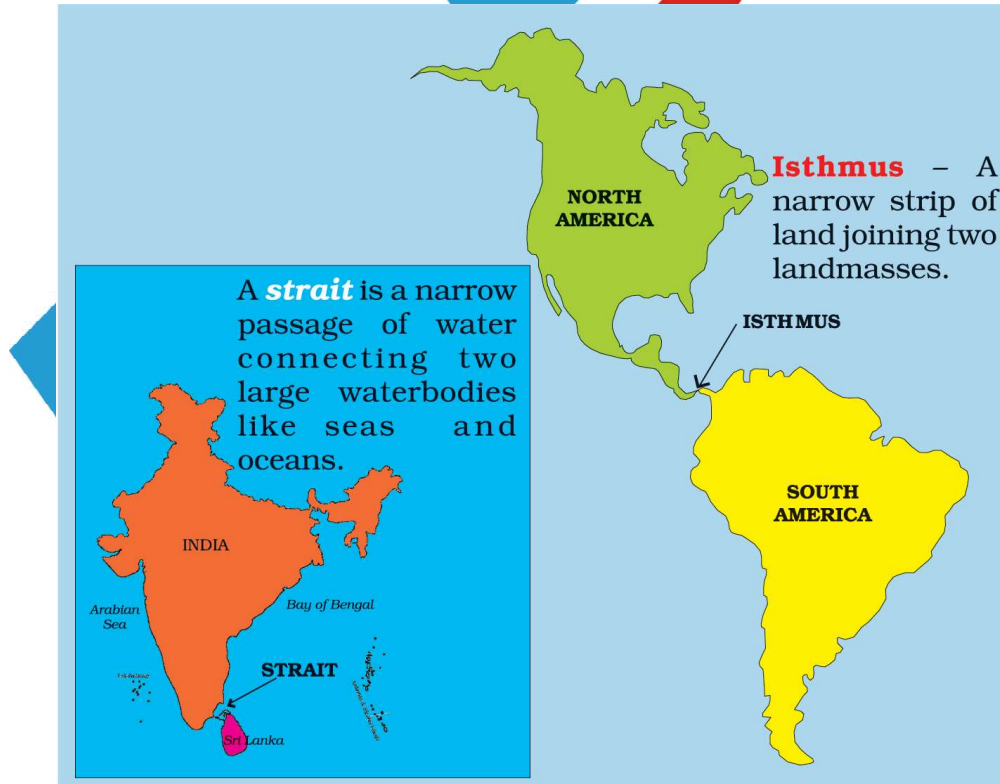 NORTH
AMERICA
Isthmus – A
narrow strip of
land joining two
landmasses.
ISTHMUS
SOUTH
AMERICA
A strait is a narrow
passage of water
connecting two
large waterbodies
like seas and
oceans.
INDIA
Arabian
Sea
Bay of Bengal
STRAIT
Sri Lanka